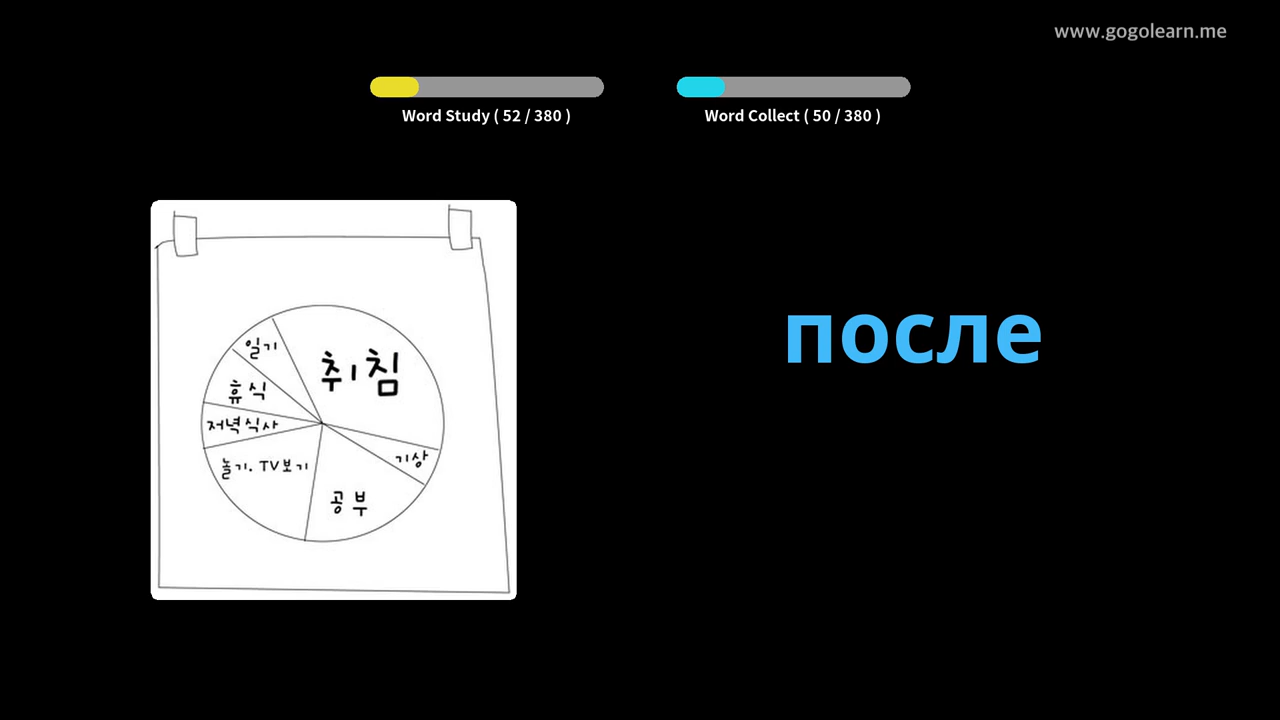 www.gogolearn.me
Word Study ( 52 / 380 )
Word Collect ( 50 / 380 )
일기
취침
휴식
저녁식사
놀기. TV보기
기상
공부
после